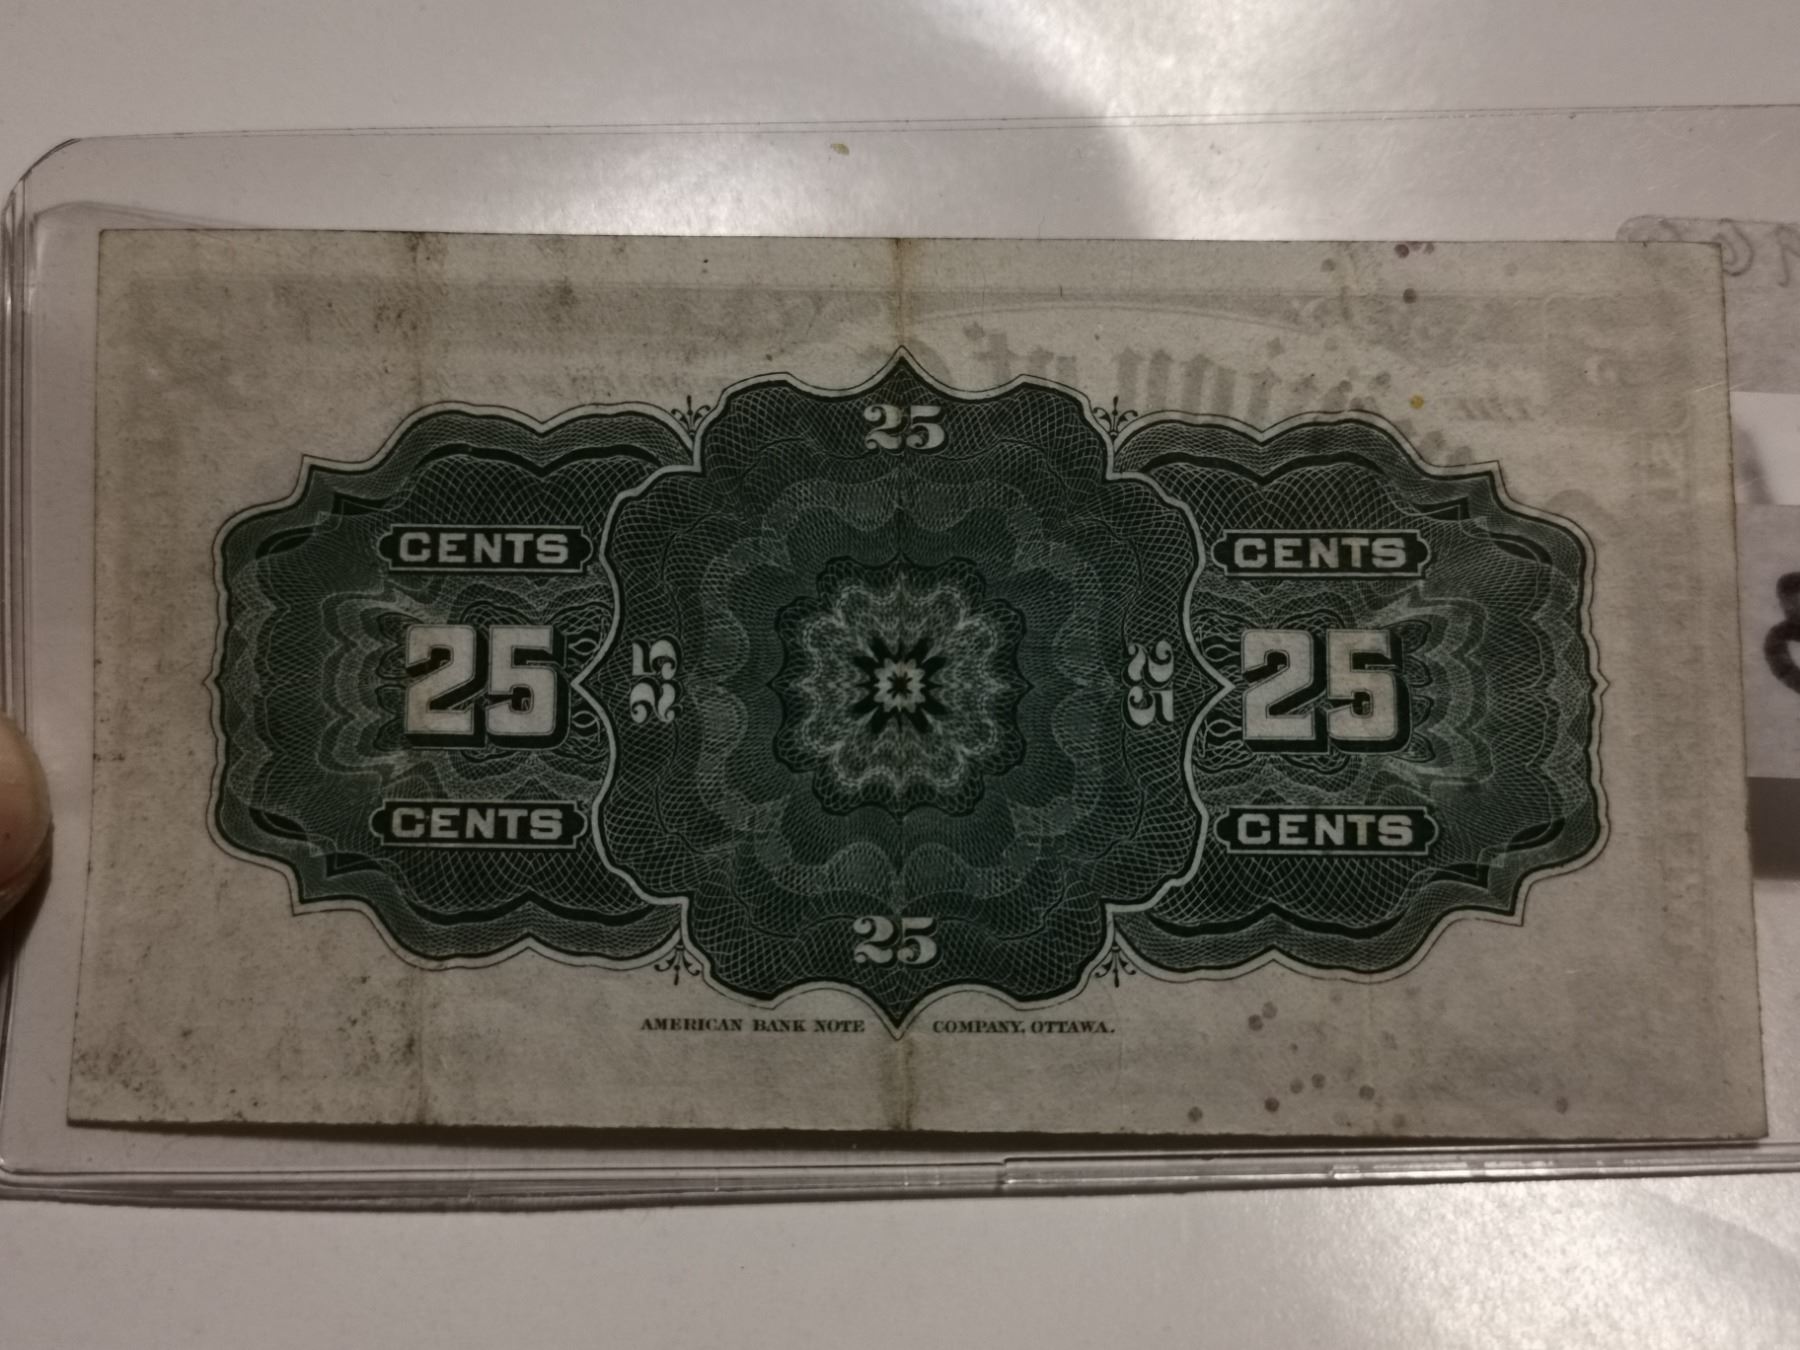 25
CENTS CENTS
25 25 25 25
CENTS CENTS
25
AMERICAN BANK NOTE COMPANY, OTTAWA.